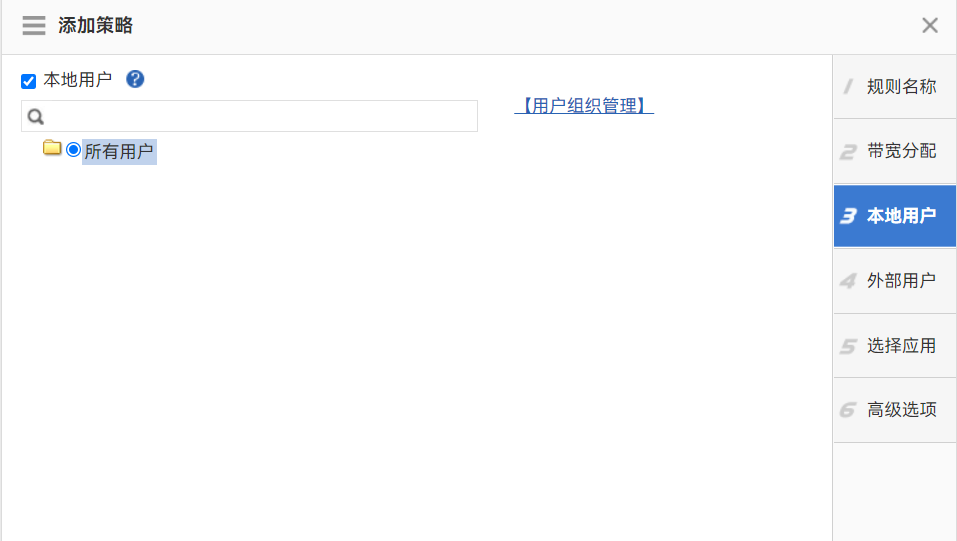 添加策略
本地用户
【用户组织管理】
所有用户
1 规则名称
2 带宽分配
3 本地用户
4 外部用户
5 选择应用
6 高级选项